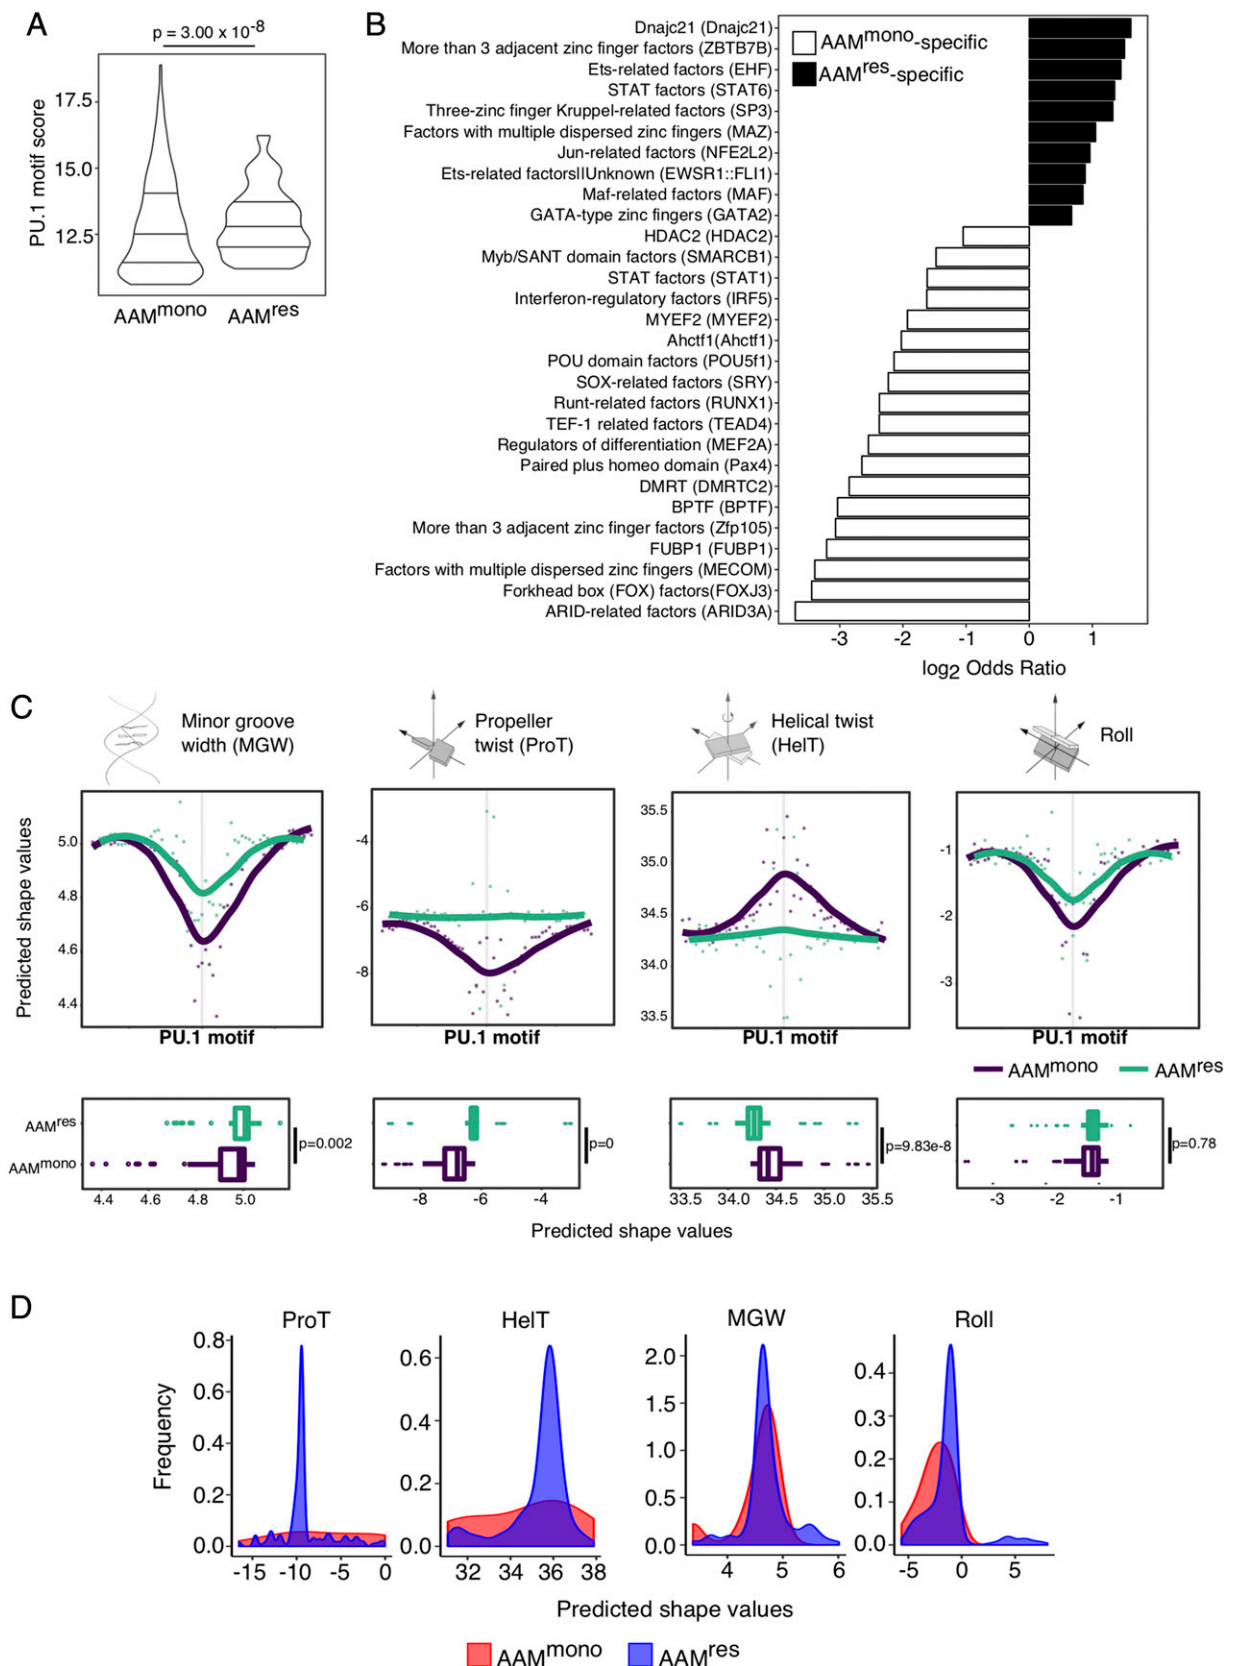 A
p = 3.00 x 10-8
PU.1 motif score
17.5
15.0
12.5
AAMmono
AAMres
B
AAMmono-specific
AAMres-specific
Dnajc21 (Dnajc21)
More than 3 adjacent zinc finger factors (ZBTB7B)
Ets-related factors (EHF)
STAT factors (STAT6)
Three-zinc finger Kruppel-related factors (SP3)
Factors with multiple dispersed zinc fingers (MAZ)
Jun-related factors (NFE2L2)
Ets-related factors||Unknown (EWSR1::FLI1)
Maf-related factors (MAF)
GATA-type zinc fingers (GATA2)
HDAC2 (HDAC2)
Myb/SANT domain factors (SMARCB1)
STAT factors (STAT1)
Interferon-regulatory factors (IRF5)
MYEF2 (MYEF2)
Ahctf1(Ahctf1)
POU domain factors (POU5f1)
SOX-related factors (SRY)
Runt-related factors (RUNX1)
TEF-1 related factors (TEAD4)
Regulators of differentiation (MEF2A)
Paired plus homeo domain (Pax4)
DMRT (DMRTC2)
BPTF (BPTF)
More than 3 adjacent zinc finger factors (Zfp105)
FUBP1 (FUBP1)
Factors with multiple dispersed zinc fingers (MECOM)
Forkhead box (FOX) factors(FOXJ3)
ARID-related factors (ARID3A)
-3 -2 -1 0 1
log2 Odds Ratio
C
Minor groove
width (MGW)
Propeller
twist (ProT)
Helical twist
(HelT)
Roll
Predicted shape values
5.0
4.8
4.6
4.4
PU.1 motif
-4
-6
-8
PU.1 motif
35.5
35.0
34.5
34.0
33.5
PU.1 motif
-1
-2
-3
PU.1 motif
AAMmono
AAMres
AAMres
AAMmono
p=0.002
p=0
p=9.83e-8
p=0.78
4.4 4.6 4.8 5.0
-8 -6 -4
33.5 34.0 34.5 35.0 35.5
-3 -2 -1
Predicted shape values
D
ProT
HelT
MGW
Roll
Frequency
0.8
0.6
0.4
0.2
0.0
-15 -10 -5 0
0.6
0.4
0.2
0.0
32 34 36 38
2.0
1.5
1.0
0.5
0.0
4 5 6
0.4
0.3
0.2
0.1
0.0
-5 0 5
Predicted shape values
AAMmono
AAMres